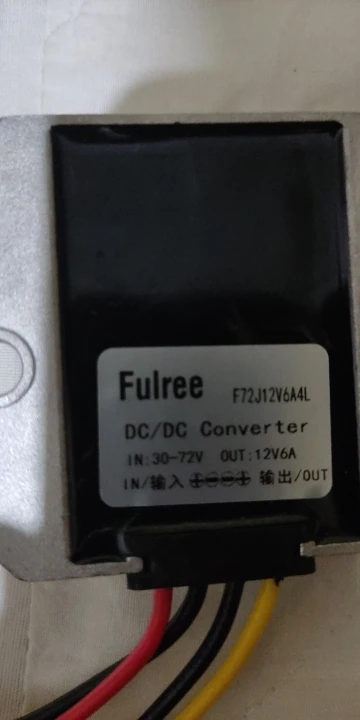 Fulree F72J12V6A4L
DC/DC Converter
IN:30-72V OUT:12V6A
IN/输入 +--+ 输出/OUT